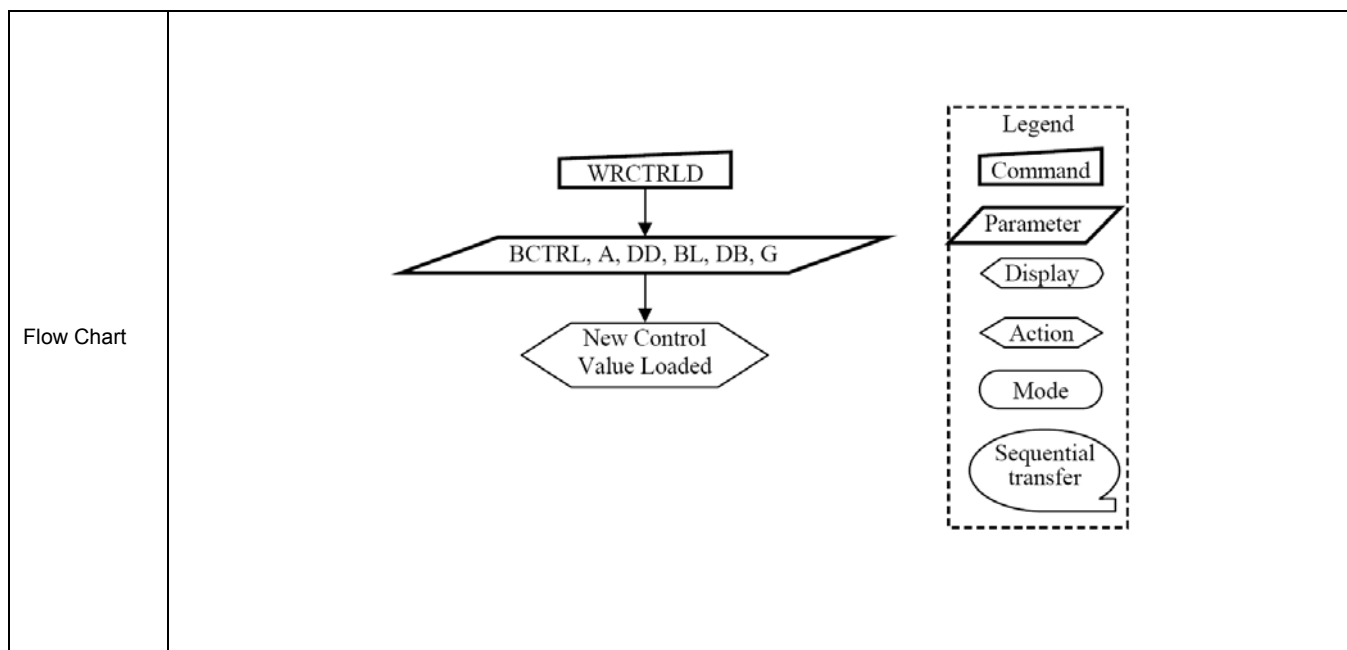 Flow Chart
WRCTRLD
BCTRL, A, DD, BL, DB, G
New Control
Value Loaded
Legend
Command
Parameter
Display
Action
Mode
Sequential
transfer